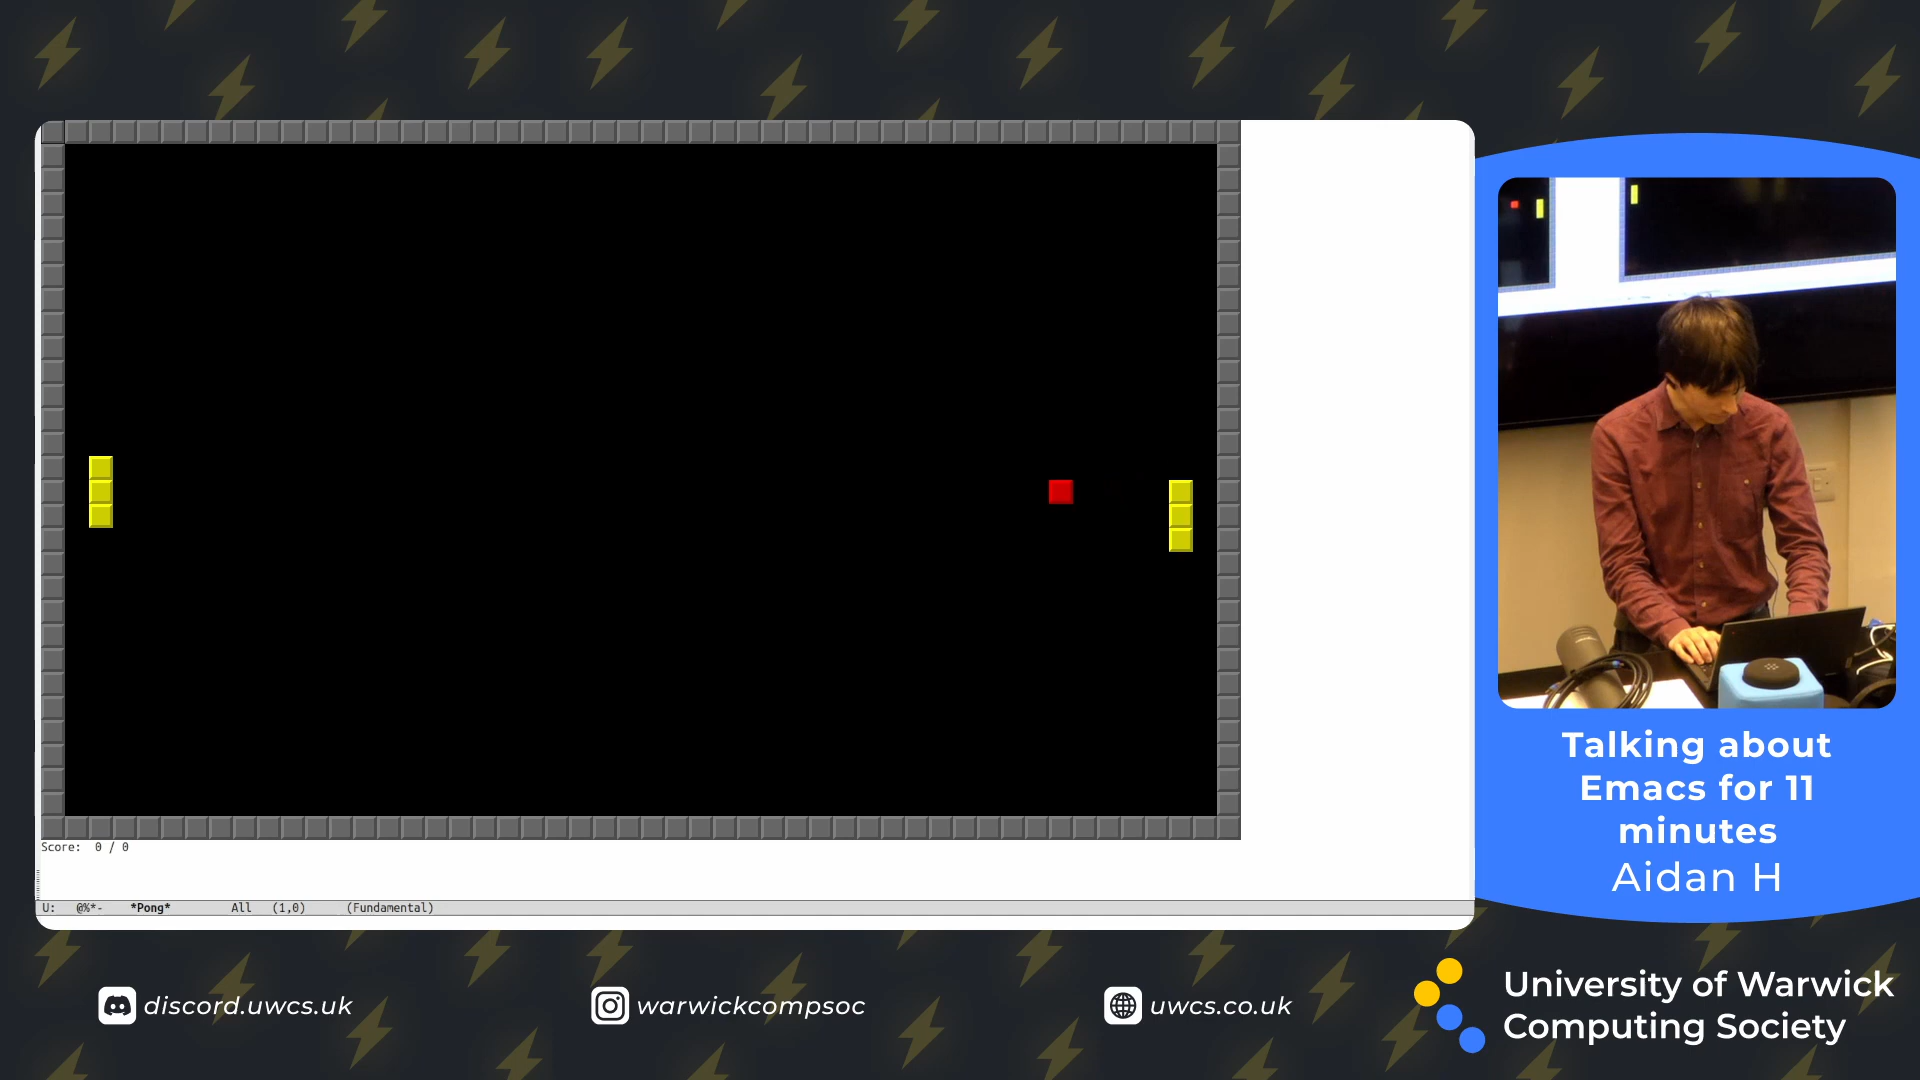 Score:  0 / 0
U:   @%*-    *Pong*         All   (1,0)      (Fundamental)
Talking about
Emacs for 11
minutes
Aidan H
discord.uwcs.uk
warwickcompsoc
uwcs.co.uk
University of Warwick
Computing Society